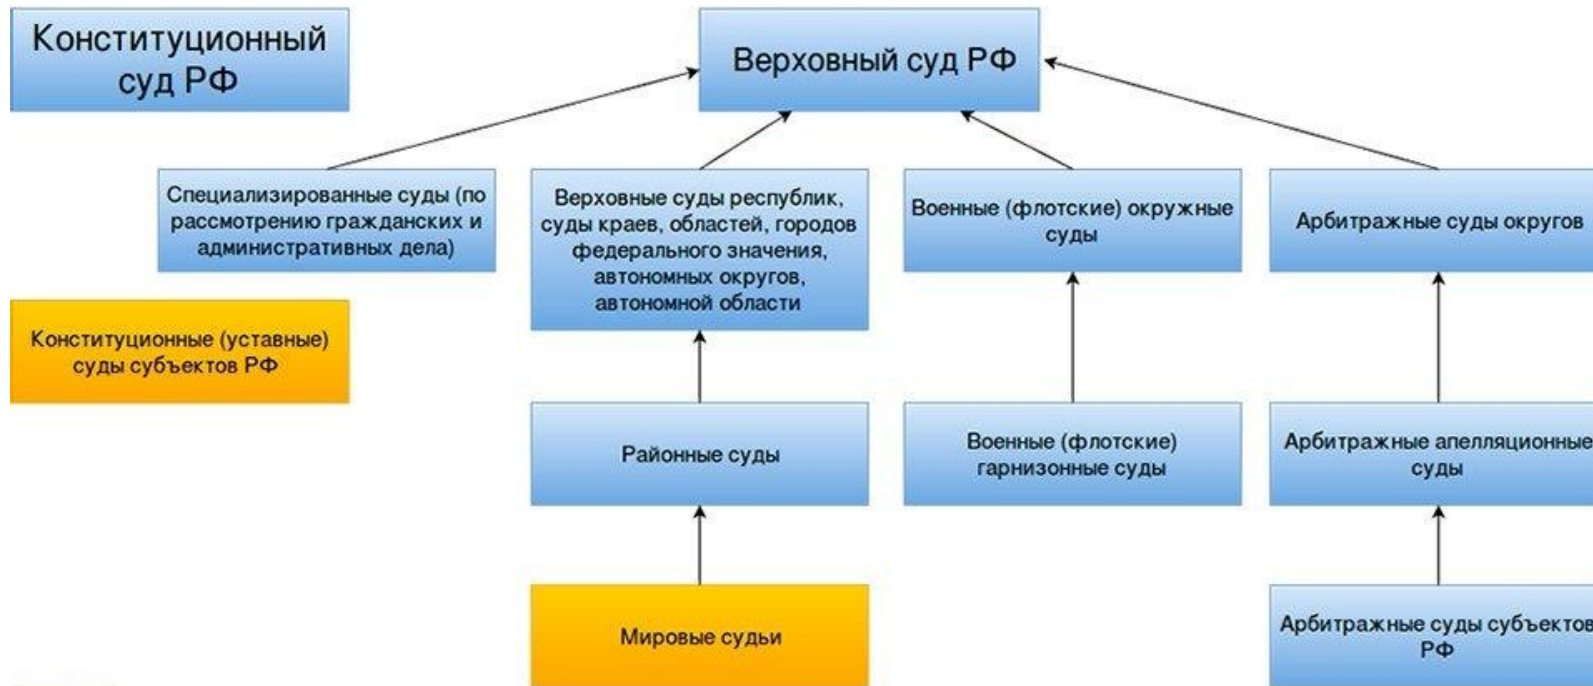 Конституционный
суд РФ
Верховный суд РФ
Специализированные суды (по
рассмотрению гражданских и
административных дела)
Верховные суды республик,
суды краев, областей, городов
федерального значения,
автономных округов,
автономной области
Военные (флотские) окружные
суды
Арбитражные суды округов
Конституционные (уставные)
суды субъектов РФ
Районные суды
Военные (флотские)
гарнизонные суды
Арбитражные апелляционные
суды
Мировые судьи
Арбитражные суды субъектов
РФ